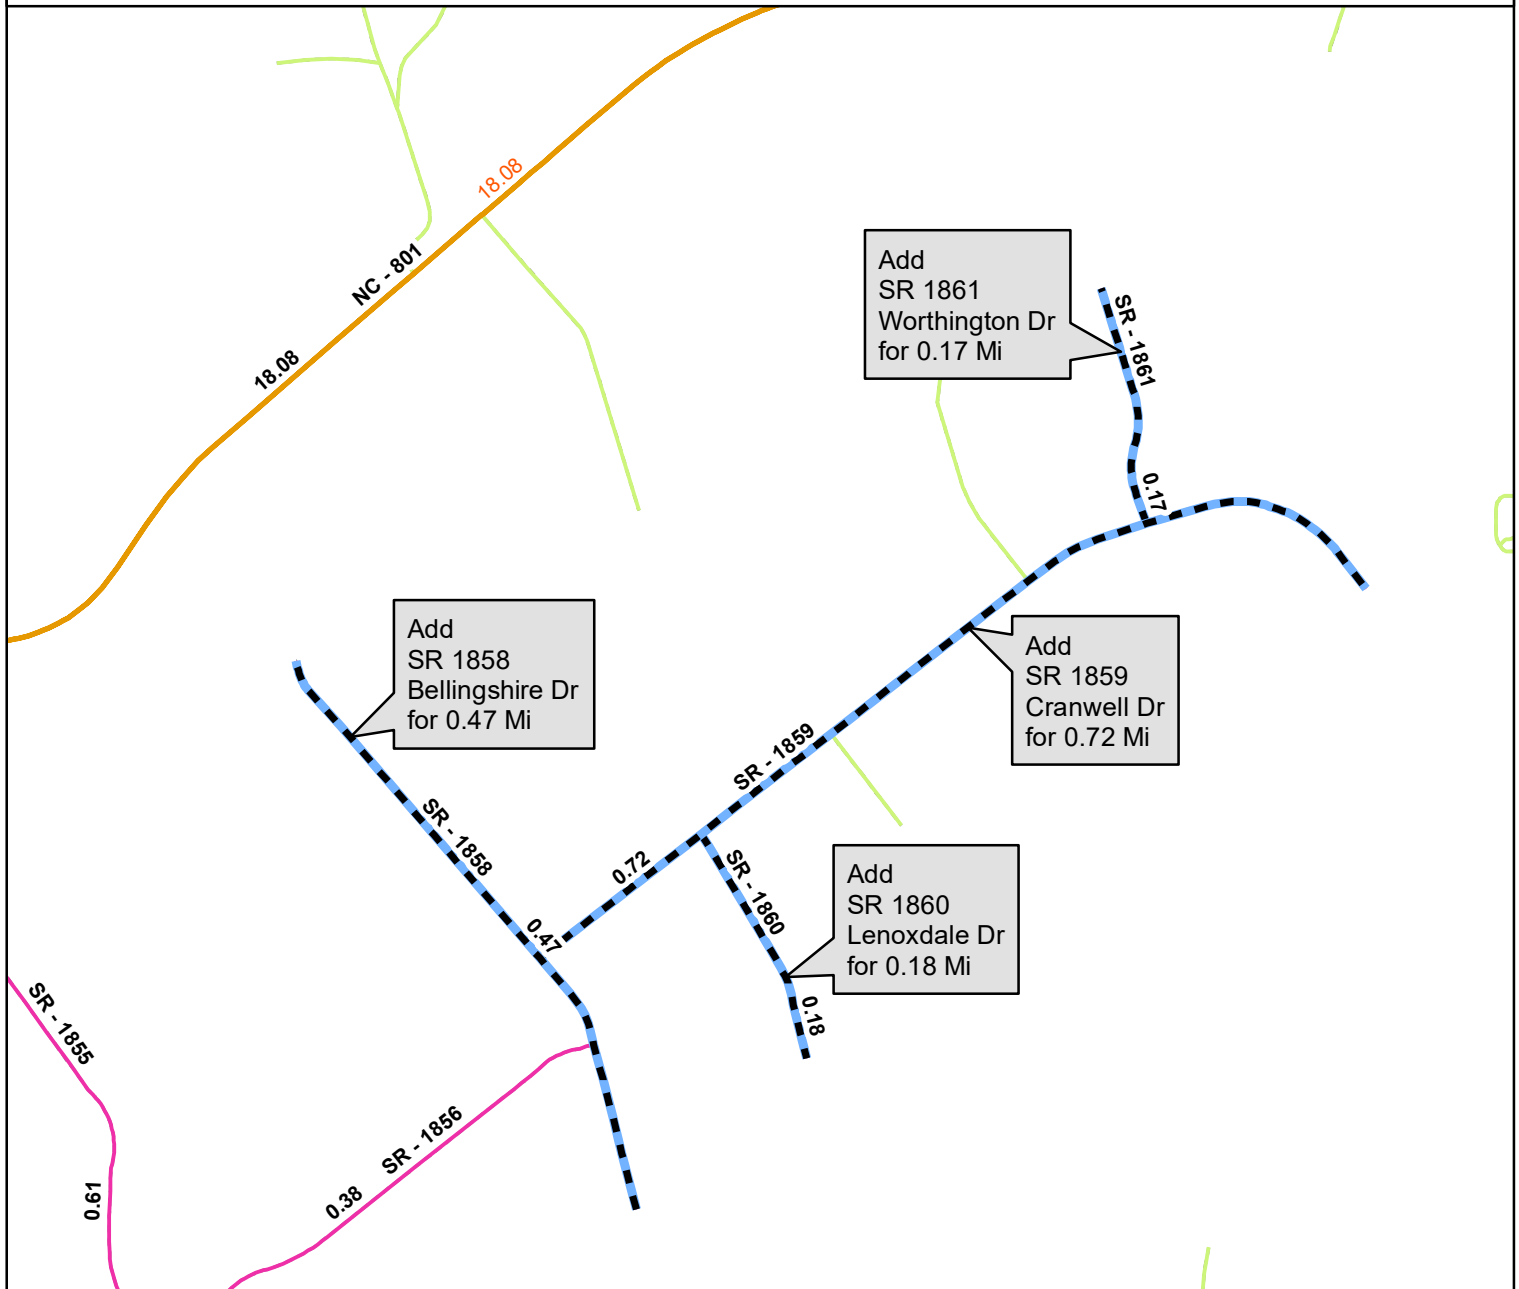 18.08
NC - 801
18.08
Add
SR 1861
Worthington Dr
for 0.17 Mi
SR - 1861
0.17
Add
SR 1858
Bellingshire Dr
for 0.47 Mi
Add
SR 1859
Cranwell Dr
for 0.72 Mi
SR - 1859
SR - 1858
0.72
SR - 1860
Add
SR 1860
Lenoxdale Dr
for 0.18 Mi
0.47
0.18
SR - 1855
SR - 1856
0.61
0.38